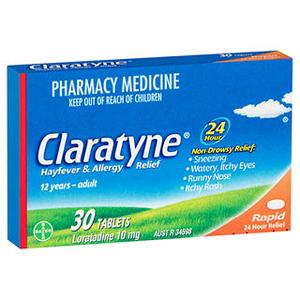 PHARMACY MEDICINE
KEEP OUT OF REACH OF CHILDREN
Claratyne®
Hayfever & Allergy Relief
12 years – adult
24
Hour
Non-Drowsy Relief:
• Sneezing
• Watery, Itchy Eyes
• Runny Nose
• Itchy Rash
30 TABLETS
Loratadine 10 mg
AUST R 34698
BAYER
Rapid
24 Hour Relief